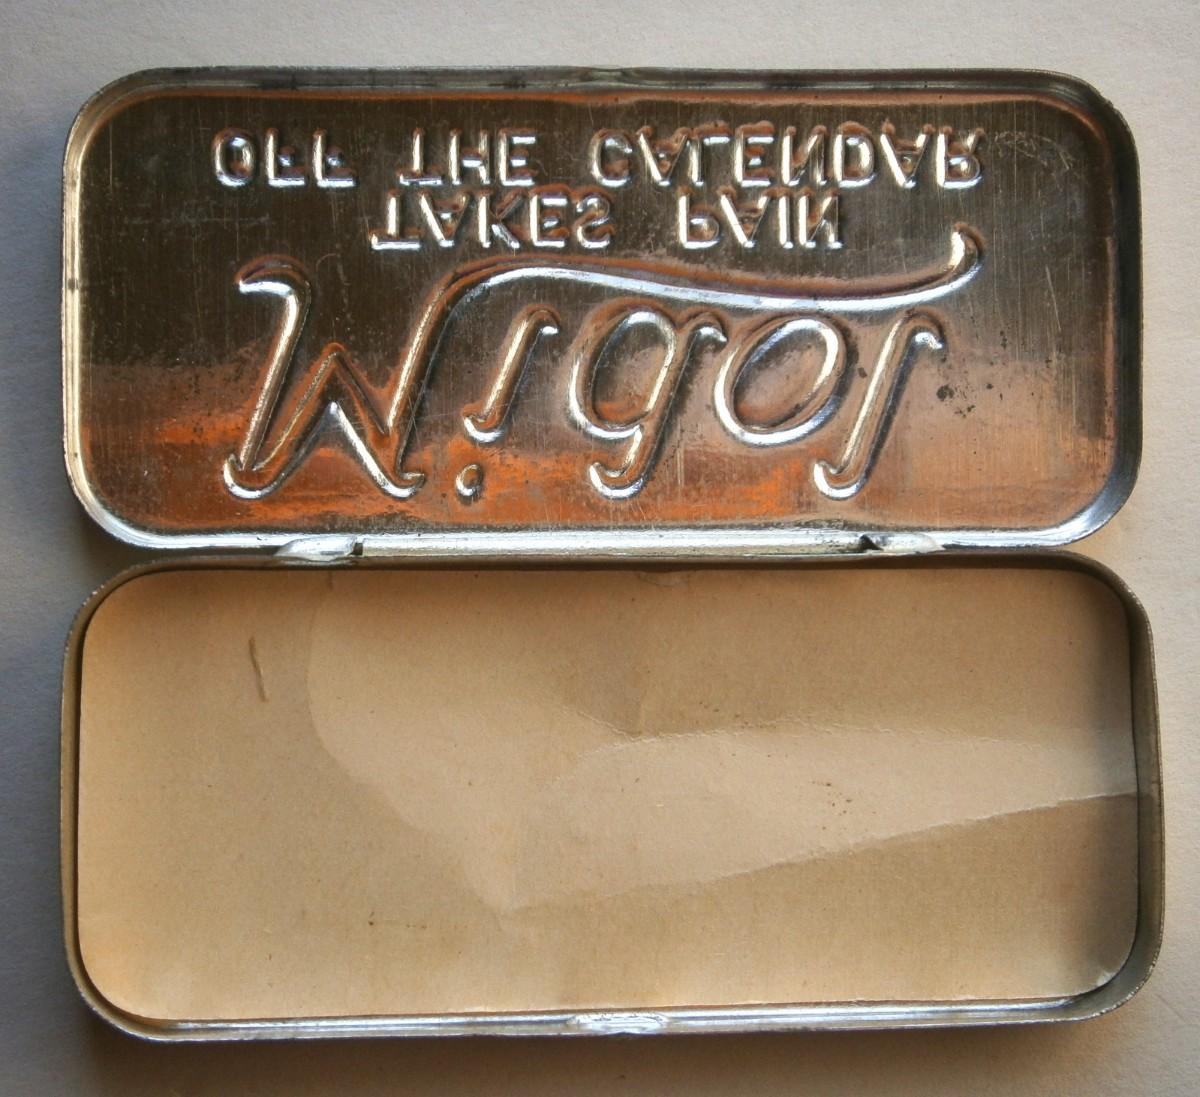 Midol
TAKES PAIN
OFF THE CALENDAR